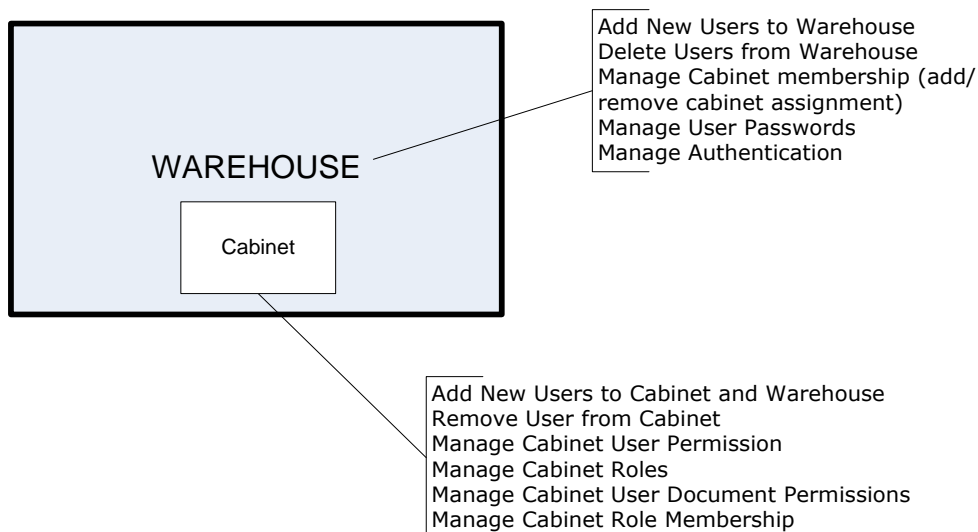 Add New Users to Warehouse
Delete Users from Warehouse
Manage Cabinet membership (add/
remove cabinet assignment)
Manage User Passwords
Manage Authentication
WAREHOUSE
Cabinet
Add New Users to Cabinet and Warehouse
Remove User from Cabinet
Manage Cabinet User Permission
Manage Cabinet Roles
Manage Cabinet User Document Permissions
Manage Cabinet Role Membership